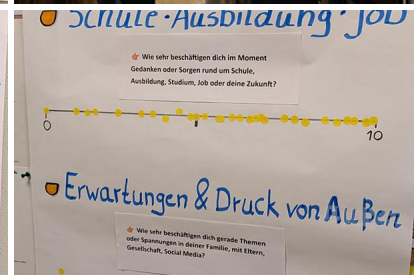 Schule · Ausbildung · Job
👉 Wie sehr beschäftigen dich im Moment
Gedanken oder Sorgen rund um Schule,
Ausbildung, Studium, Job oder deine Zukunft?
0
10
Erwartungen & Druck von Außen
👉 Wie sehr beschäftigen dich gerade Themen
oder Spannungen in deiner Familie, mit Eltern,
Gesellschaft, Social Media?